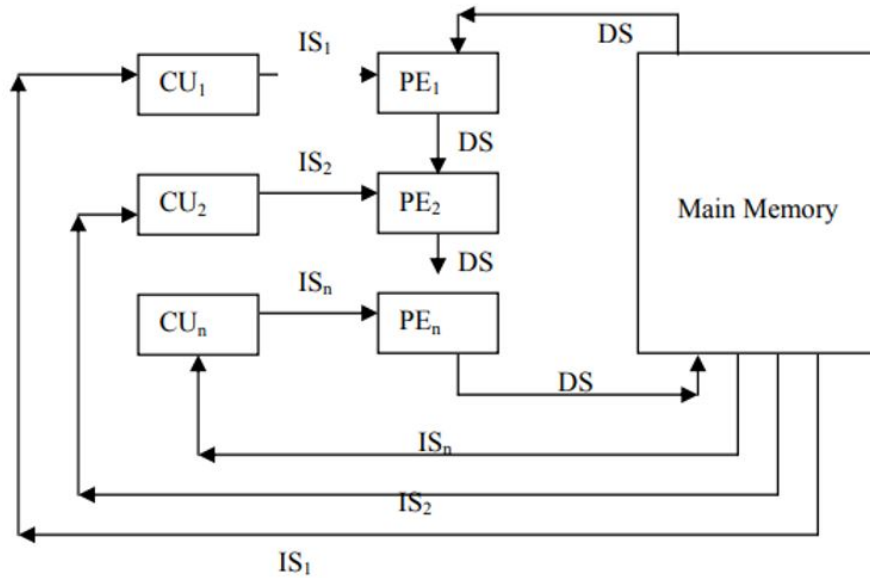 DS
IS₁
CU₁
PE₁
DS
IS₂
CU₂
PE₂
Main Memory
DS
ISₙ
CUₙ
PEₙ
DS
ISₙ
IS₂
IS₁